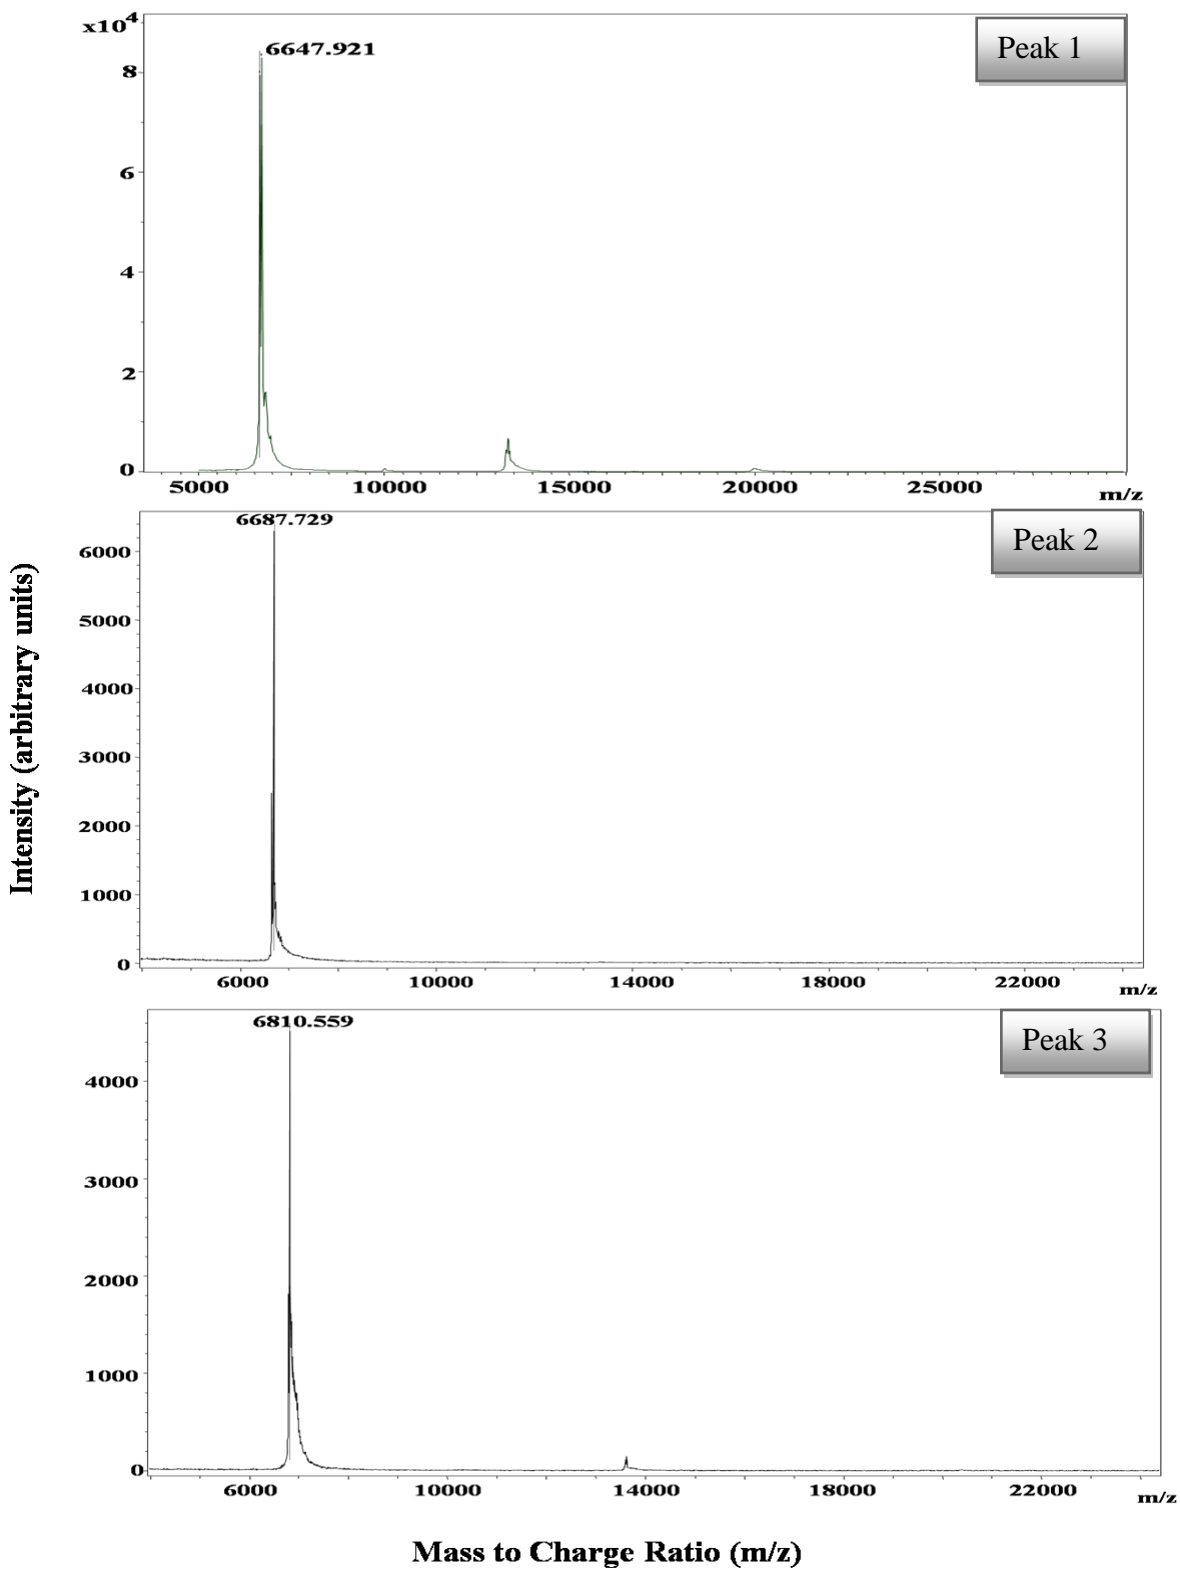 x10⁴
6647.921
Peak 1
8
6
4
2
0
5000 10000 15000 20000 25000
m/z
6687.729
Peak 2
6000
5000
4000
3000
2000
1000
0
6000 10000 14000 18000 22000
m/z
Intensity (arbitrary units)
6810.559
Peak 3
4000
3000
2000
1000
0
6000 10000 14000 18000 22000
m/z
Mass to Charge Ratio (m/z)